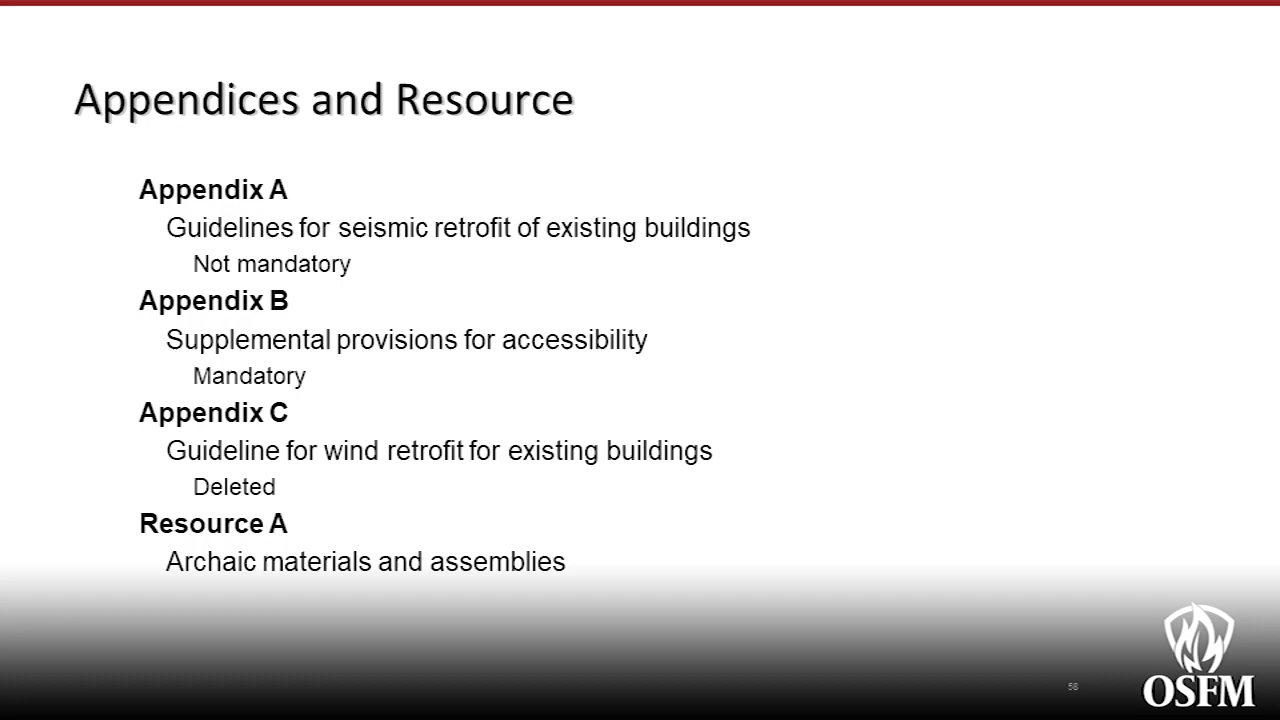 Appendices and Resource
Appendix A
Guidelines for seismic retrofit of existing buildings
Not mandatory
Appendix B
Supplemental provisions for accessibility
Mandatory
Appendix C
Guideline for wind retrofit for existing buildings
Deleted
Resource A
Archaic materials and assemblies
58
OSFM